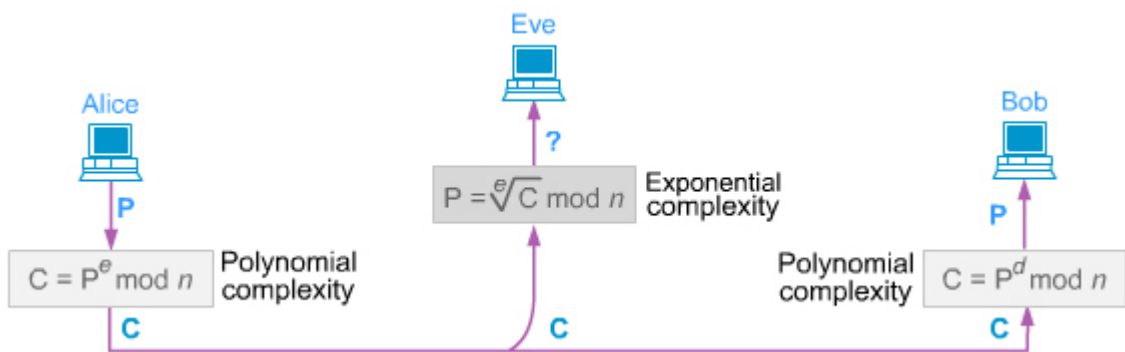 Eve
Alice
Bob
?
P = ᵉ√C mod n
Exponential
complexity
P
P
C = Pᵉ mod n
Polynomial
complexity
Polynomial
complexity
C = Pᵈ mod n
C
C
C